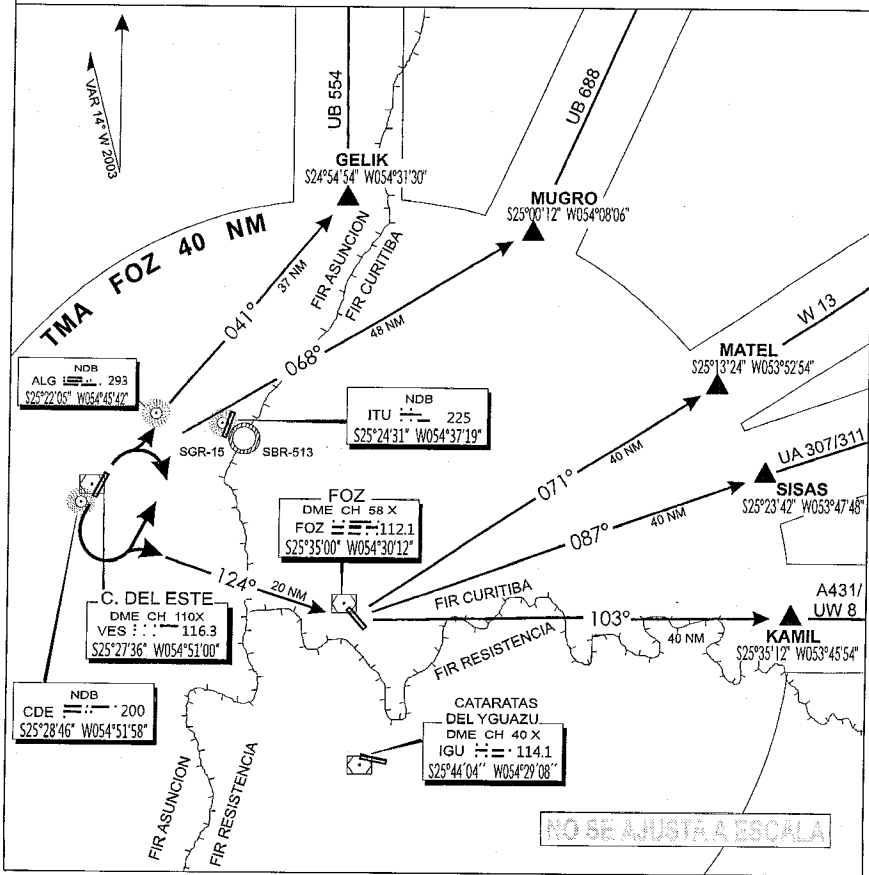 UB 554
UB 688
VAR 14° W 2003
GELIK
S24°54'54" W054°31'30"
MUGRO
S25°00'12" W054°08'06"
TMA FOZ 40 NM
FIR ASUNCION
FIR CURITIBA
041°
37 NM
068°
48 NM
W 13
MATEL
S25°13'24" W053°52'54"
NDB
ALG 293
S25°22'05" W054°45'42"
NDB
ITU 225
S25°24'31" W054°37'19"
SGR-15
SBR-513
UA 307/311
SISAS
S25°23'42" W053°47'48"
071°
40 NM
087°
40 NM
FOZ
DME CH 58 X
FOZ 112.1
S25°35'00" W054°30'12"
124°
20 NM
C. DEL ESTE
DME CH 110X
VES 116.3
S25°27'36" W054°51'00"
FIR CURITIBA
FIR RESISTENCIA
103°
40 NM
A431/
UW 8
KAMIL
S25°35'12" W053°45'54"
NDB
CDE 200
S25°28'46" W054°51'58"
CATARATAS
DEL YGUAZU
DME CH 40 X
IGU 114.1
S25°44'04'' W054°29'08''
FIR ASUNCION
FIR RESISTENCIA
NO SE AJUSTA A ESCALA